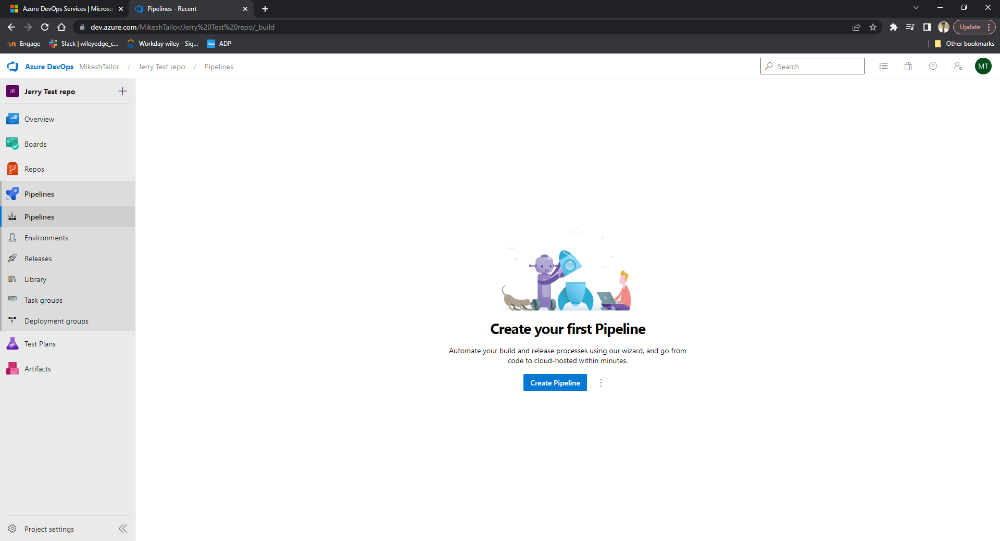 Azure DevOps Services | Microso
Pipelines - Recent
dev.azure.com/MikeshTailor/Jerry%20Test%20repo/_build
Update
Engage
Slack | wileyedge_c...
Workday wiley - Sig...
ADP
Other bookmarks
Azure DevOps
MikeshTailor / Jerry Test repo / Pipelines
Search
MT
JR
Jerry Test repo
Overview
Boards
Repos
Pipelines
Pipelines
Environments
Releases
Library
Task groups
Deployment groups
Test Plans
Artifacts
Create your first Pipeline
Automate your build and release processes using our wizard, and go from
code to cloud-hosted within minutes.
Create Pipeline
Project settings